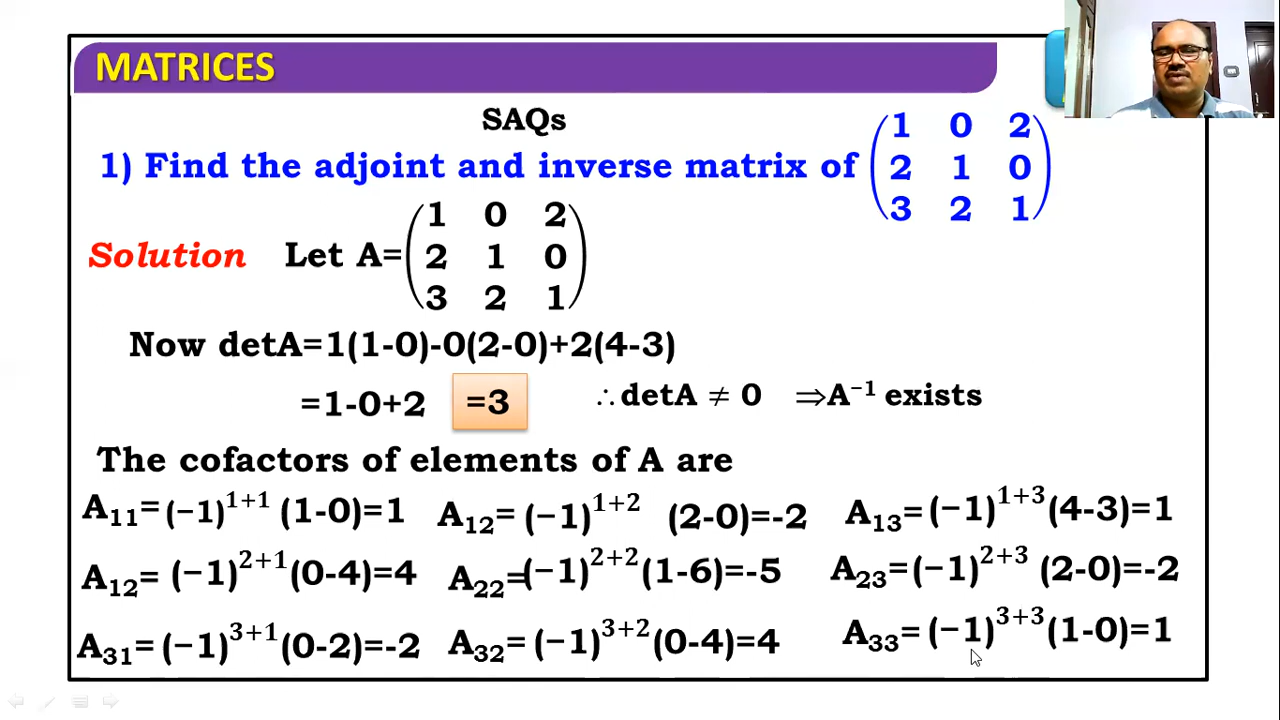 MATRICES
SAQs
1) Find the adjoint and inverse matrix of (1 0 2
2 1 0
3 2 1)
Solution Let A=(1 0 2
2 1 0
3 2 1)
Now detA=1(1-0)-0(2-0)+2(4-3)
=1-0+2 =3 ∴detA ≠ 0 ⇒A⁻¹ exists
The cofactors of elements of A are
A₁₁=(−1)¹⁺¹ (1-0)=1 A₁₂= (−1)¹⁺² (2-0)=-2 A₁₃=(−1)¹⁺³(4-3)=1
A₁₂= (−1)²⁺¹(0-4)=4 A₂₂=(−1)²⁺²(1-6)=-5 A₂₃=(−1)²⁺³ (2-0)=-2
A₃₁=(−1)³⁺¹(0-2)=-2 A₃₂= (−1)³⁺²(0-4)=4 A₃₃= (−1)³⁺³(1-0)=1